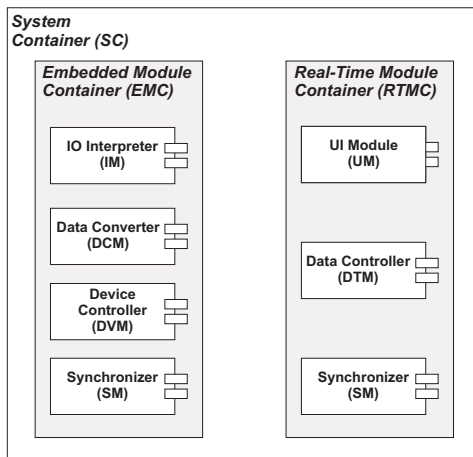 System
Container (SC)
Embedded Module
Container (EMC)
IO Interpreter
(IM)
Data Converter
(DCM)
Device
Controller
(DVM)
Synchronizer
(SM)
Real-Time Module
Container (RTMC)
UI Module
(UM)
Data Controller
(DTM)
Synchronizer
(SM)